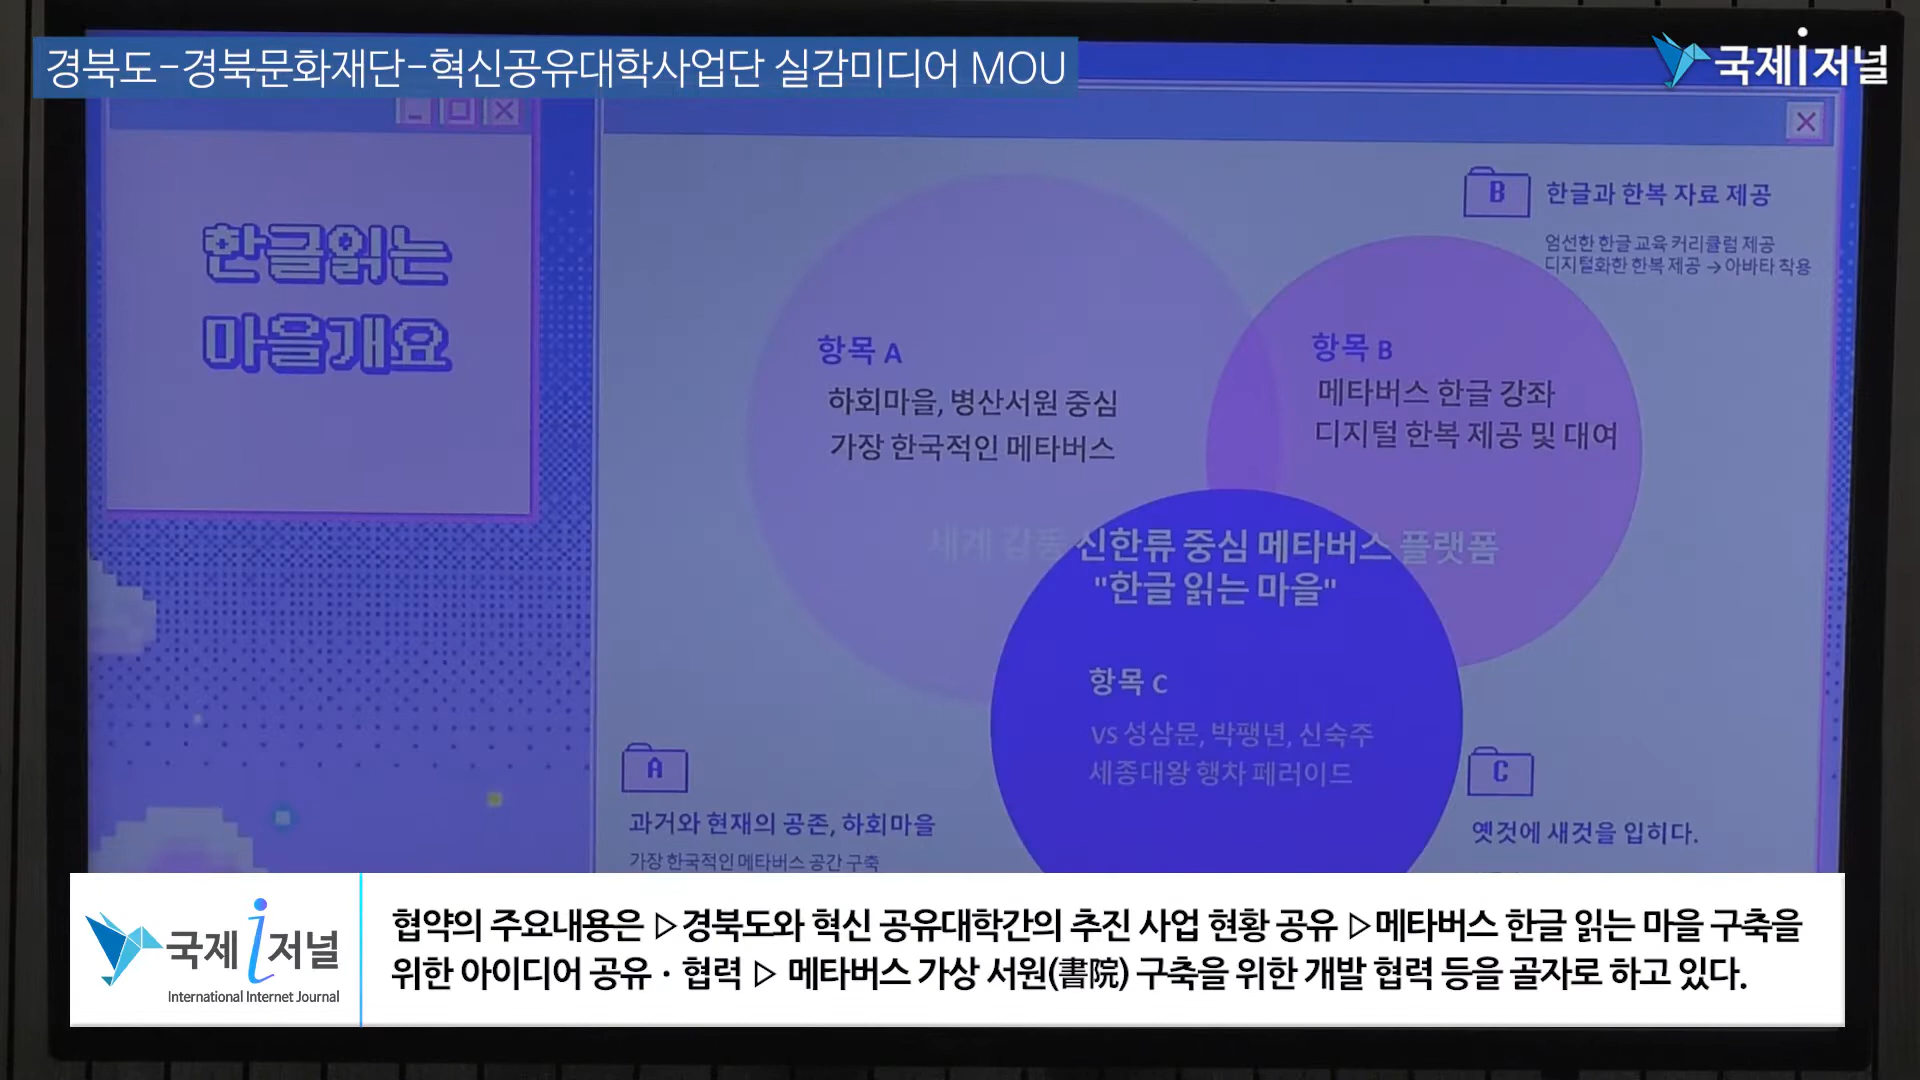 경북도-경북문화재단-혁신공유대학사업단 실감미디어 MOU
국제i저널
한글읽는
마을개요
B
한글과 한복 자료 제공
엄선한 한글 교육 커리큘럼 제공
디지털화한 한복 제공 → 아바타 착용
항목 A
하회마을, 병산서원 중심
가장 한국적인 메타버스
항목 B
메타버스 한글 강좌
디지털 한복 제공 및 대여
세계 감동 신한류 중심 메타버스 플랫폼
"한글 읽는 마을"
항목 C
vs 성삼문, 박팽년, 신숙주
세종대왕 행차 페러이드
A
과거와 현재의 공존, 하회마을
가장 한국적인 메타버스 공간 구축
C
옛것에 새것을 입히다.
국제i저널
International Internet Journal
협약의 주요내용은 ▷경북도와 혁신 공유대학간의 추진 사업 현황 공유 ▷메타버스 한글 읽는 마을 구축을
위한 아이디어 공유 · 협력 ▷ 메타버스 가상 서원(書院) 구축을 위한 개발 협력 등을 골자로 하고 있다.